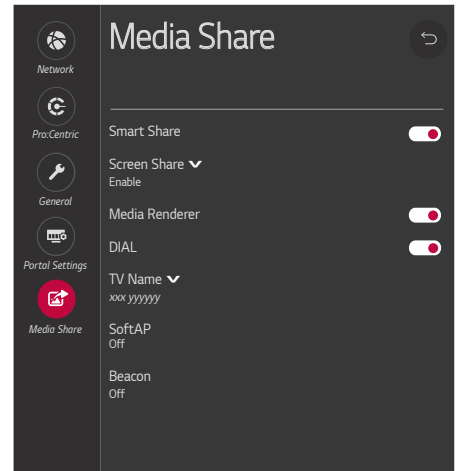 Media Share
Network
Pro:Centric
General
Portal Settings
Media Share
Smart Share
Screen Share
Enable
Media Renderer
DIAL
TV Name
xxx yyyyyy
SoftAP
Off
Beacon
Off